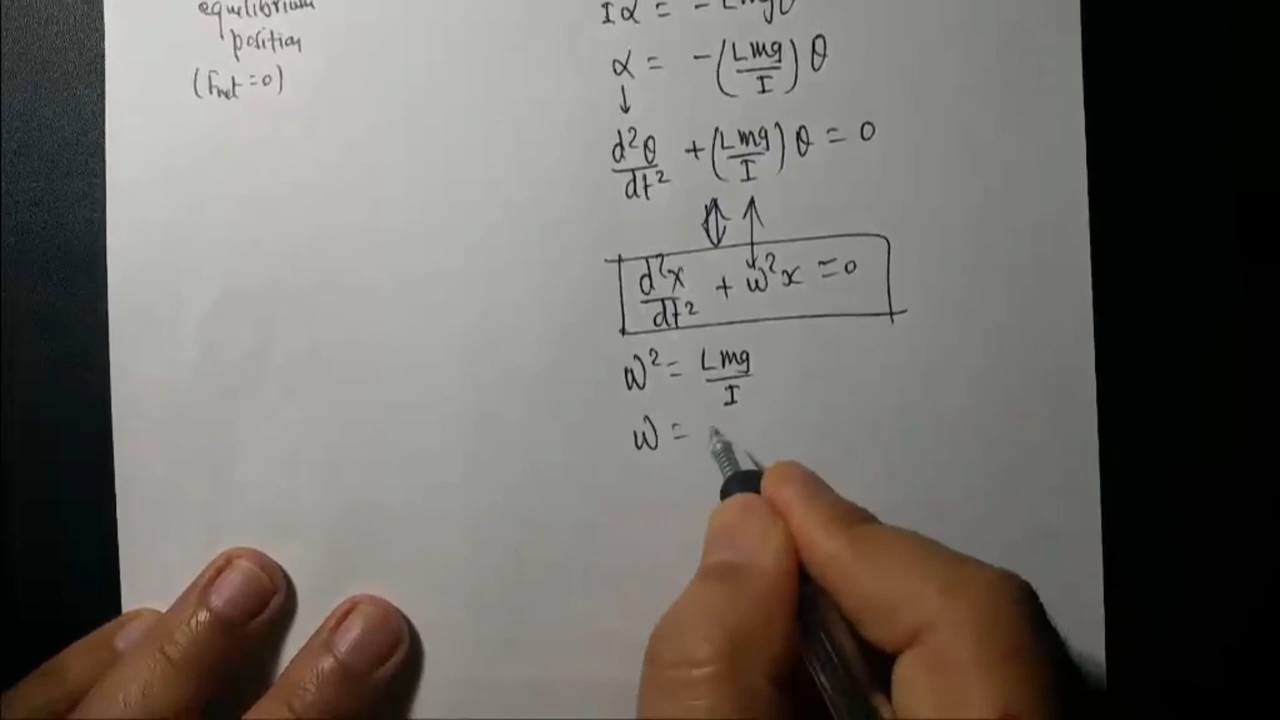 equilibrium
position
(Fnet = 0)
Iα = - Lmgθ
α = -(Lmg/I) θ
↓
d²θ/dt² + (Lmg/I) θ = 0
d²x/dt² + ω²x = 0
ω² = Lmg/I
ω =